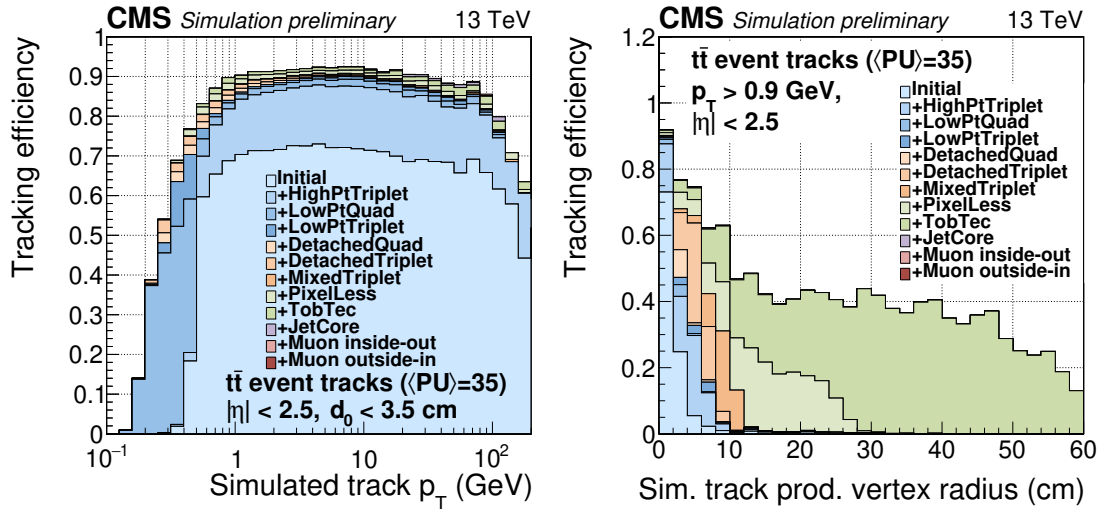 CMS Simulation preliminary 13 TeV
Tracking efficiency
1
0.9
0.8
0.7
0.6
0.5
0.4
0.3
0.2
0.1
0
Initial
+HighPtTriplet
+LowPtQuad
+LowPtTriplet
+DetachedQuad
+DetachedTriplet
+MixedTriplet
+PixelLess
+TobTec
+JetCore
+Muon inside-out
+Muon outside-in
tt̄ event tracks (⟨PU⟩=35)
|η| < 2.5, d₀ < 3.5 cm
10⁻¹ 1 10 10²
Simulated track p_T (GeV)
CMS Simulation preliminary 13 TeV
Tracking efficiency
1.2
1
0.8
0.6
0.4
0.2
0
tt̄ event tracks (⟨PU⟩=35)
p_T > 0.9 GeV,
|η| < 2.5
Initial
+HighPtTriplet
+LowPtQuad
+LowPtTriplet
+DetachedQuad
+DetachedTriplet
+MixedTriplet
+PixelLess
+TobTec
+JetCore
+Muon inside-out
+Muon outside-in
0 10 20 30 40 50 60
Sim. track prod. vertex radius (cm)